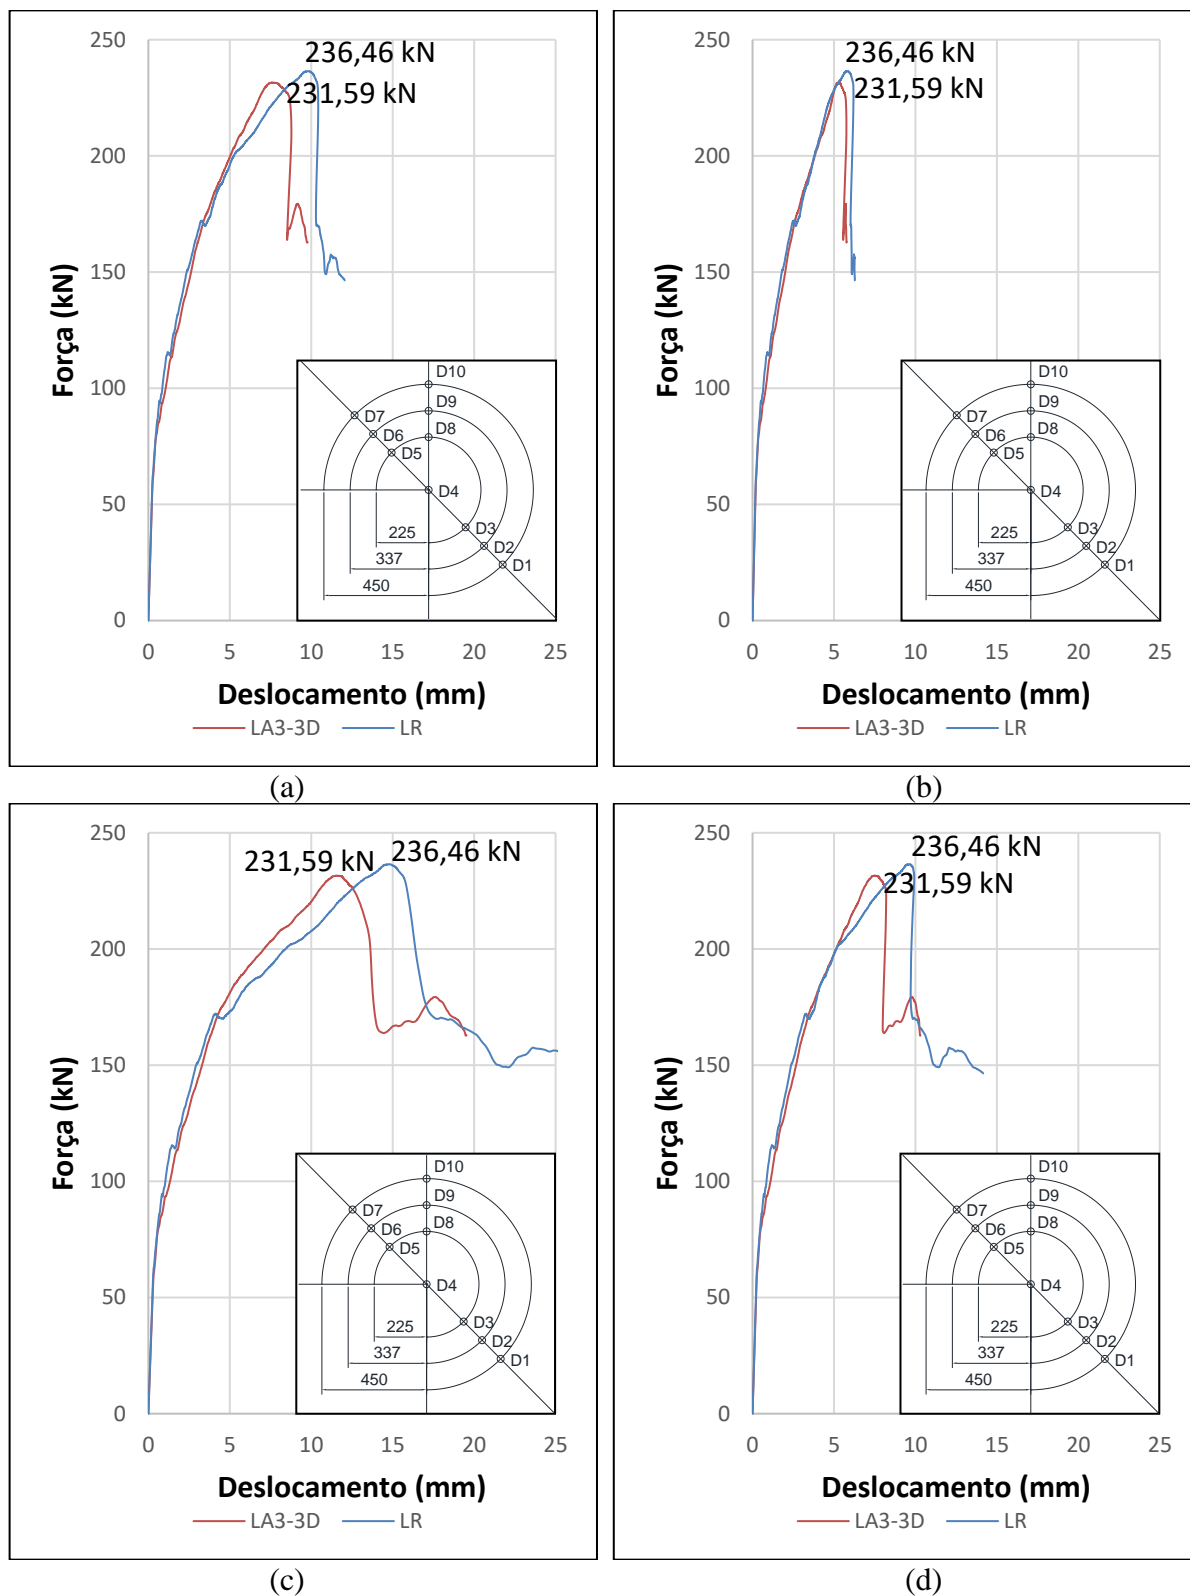 236,46 kN
231,59 kN
250
200
150
100
50
0
Força (kN)
D10
D9
D8
D7
D6
D5
D4
D3
D2
D1
225
337
450
0 5 10 15 20 25
Deslocamento (mm)
LA3-3D LR
(a)
236,46 kN
231,59 kN
250
200
150
100
50
0
Força (kN)
D10
D9
D8
D7
D6
D5
D4
D3
D2
D1
225
337
450
0 5 10 15 20 25
Deslocamento (mm)
LA3-3D LR
(b)
231,59 kN 236,46 kN
250
200
150
100
50
0
Força (kN)
D10
D9
D8
D7
D6
D5
D4
D3
D2
D1
225
337
450
0 5 10 15 20 25
Deslocamento (mm)
LA3-3D LR
(c)
236,46 kN
231,59 kN
250
200
150
100
50
0
Força (kN)
D10
D9
D8
D7
D6
D5
D4
D3
D2
D1
225
337
450
0 5 10 15 20 25
Deslocamento (mm)
LA3-3D LR
(d)